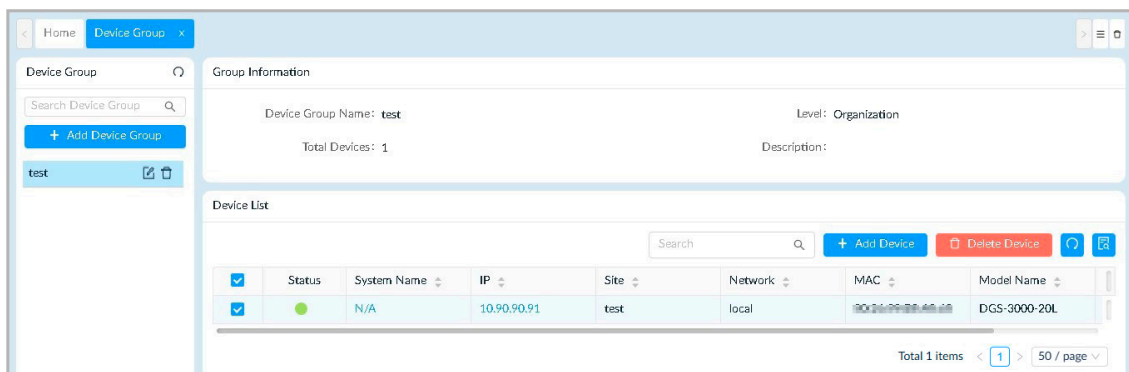 Home Device Group x
Device Group
Search Device Group
+ Add Device Group
test
Group Information
Device Group Name: test Level: Organization
Total Devices: 1 Description:
Device List
Search + Add Device Delete Device
Status System Name IP Site Network MAC Model Name
N/A 10.90.90.91 test local DGS-3000-20L
Total 1 items < 1 > 50 / page